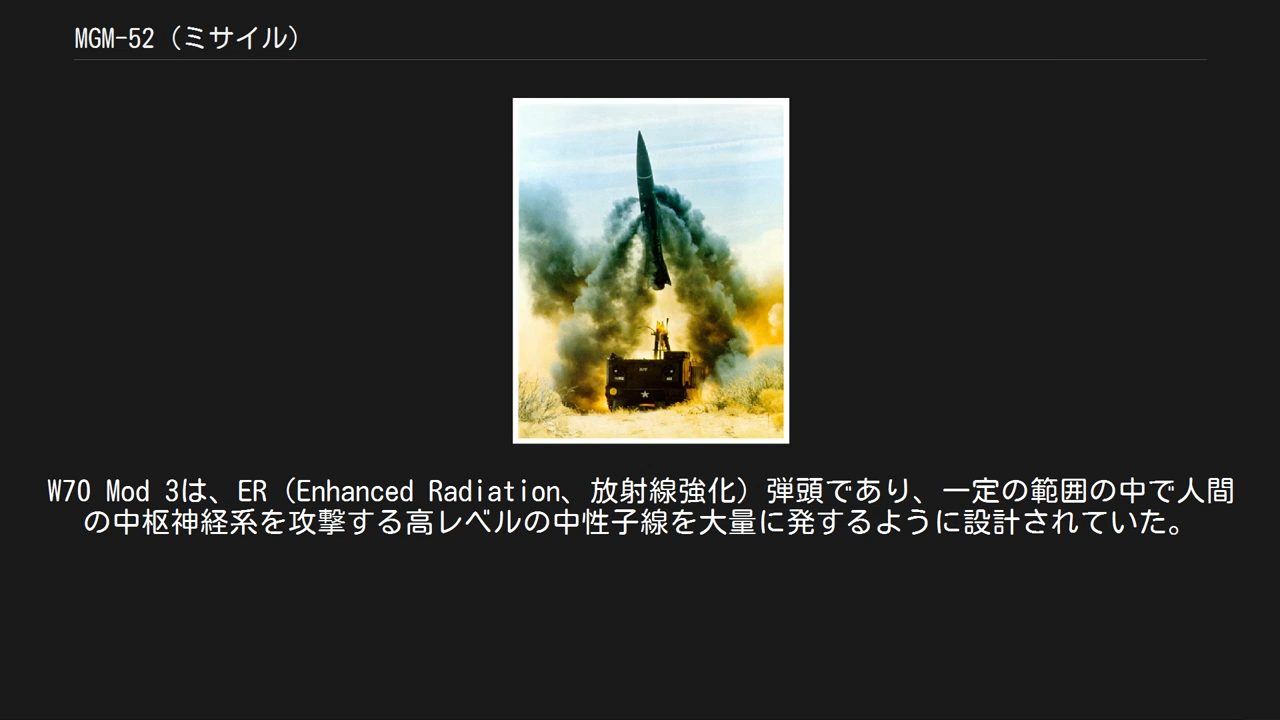 MGM-52（ミサイル）
W70 Mod 3は、ER（Enhanced Radiation、放射線強化）弾頭であり、一定の範囲の中で人間
の中枢神経系を攻撃する高レベルの中性子線を大量に発するように設計されていた。